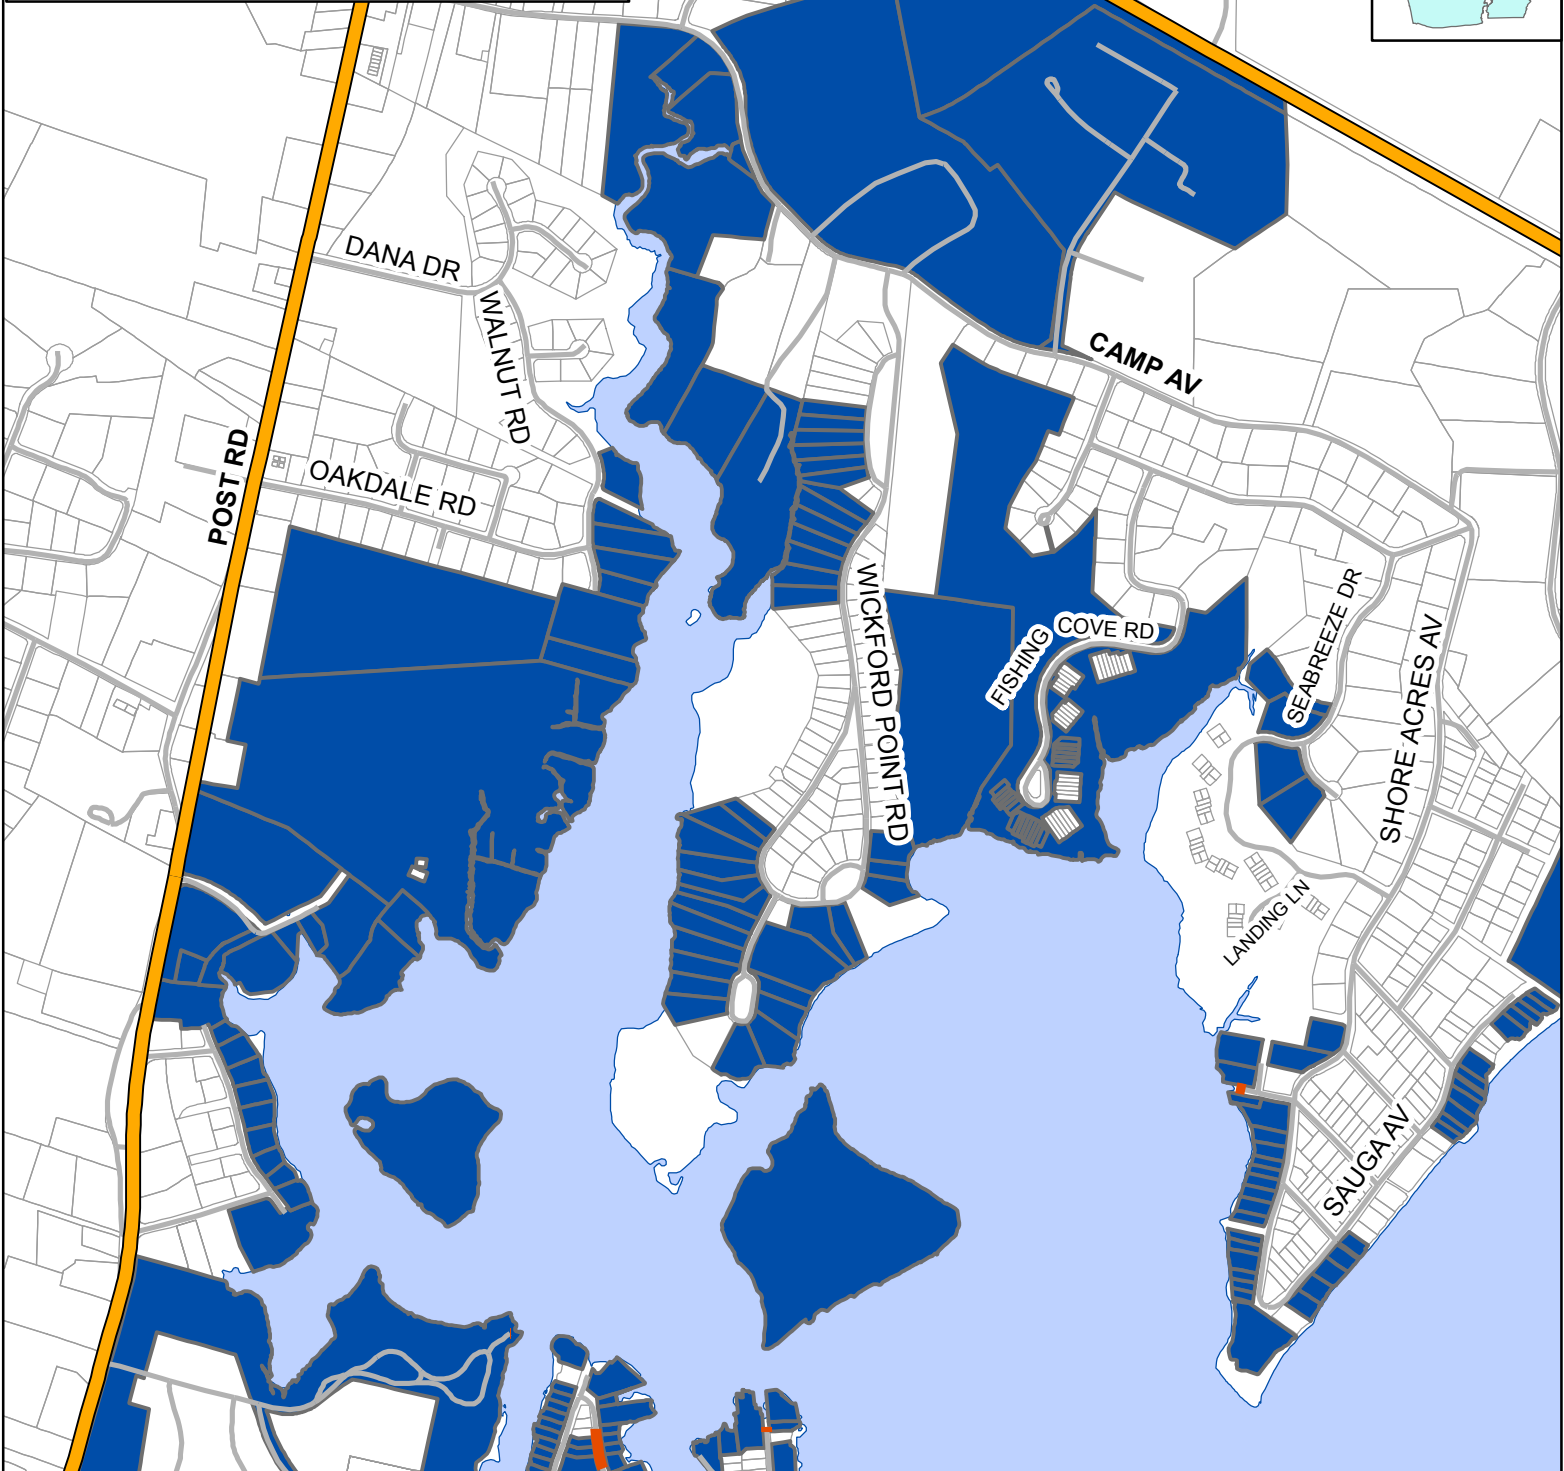 DANA DR
WALNUT RD
CAMP AV
POST RD
OAKDALE RD
WICKFORD POINT RD
FISHING
COVE RD
SEABREEZE DR
SHORE ACRES AV
LANDING LN
SAUGA AV